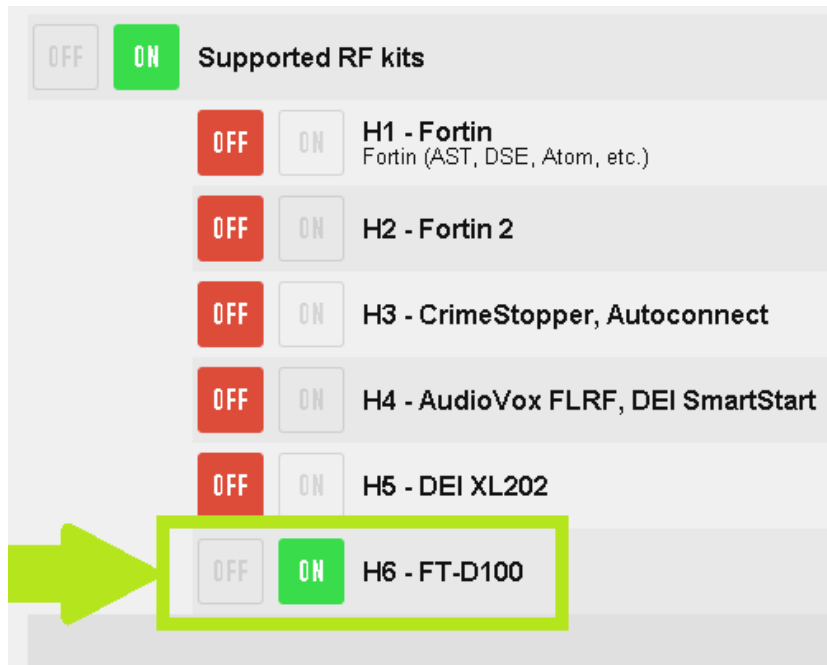 OFF ON Supported RF kits
OFF ON H1 - Fortin
Fortin (AST, DSE, Atom, etc.)
OFF ON H2 - Fortin 2
OFF ON H3 - CrimeStopper, Autoconnect
OFF ON H4 - AudioVox FLRF, DEI SmartStart
OFF ON H5 - DEI XL202
OFF ON H6 - FT-D100